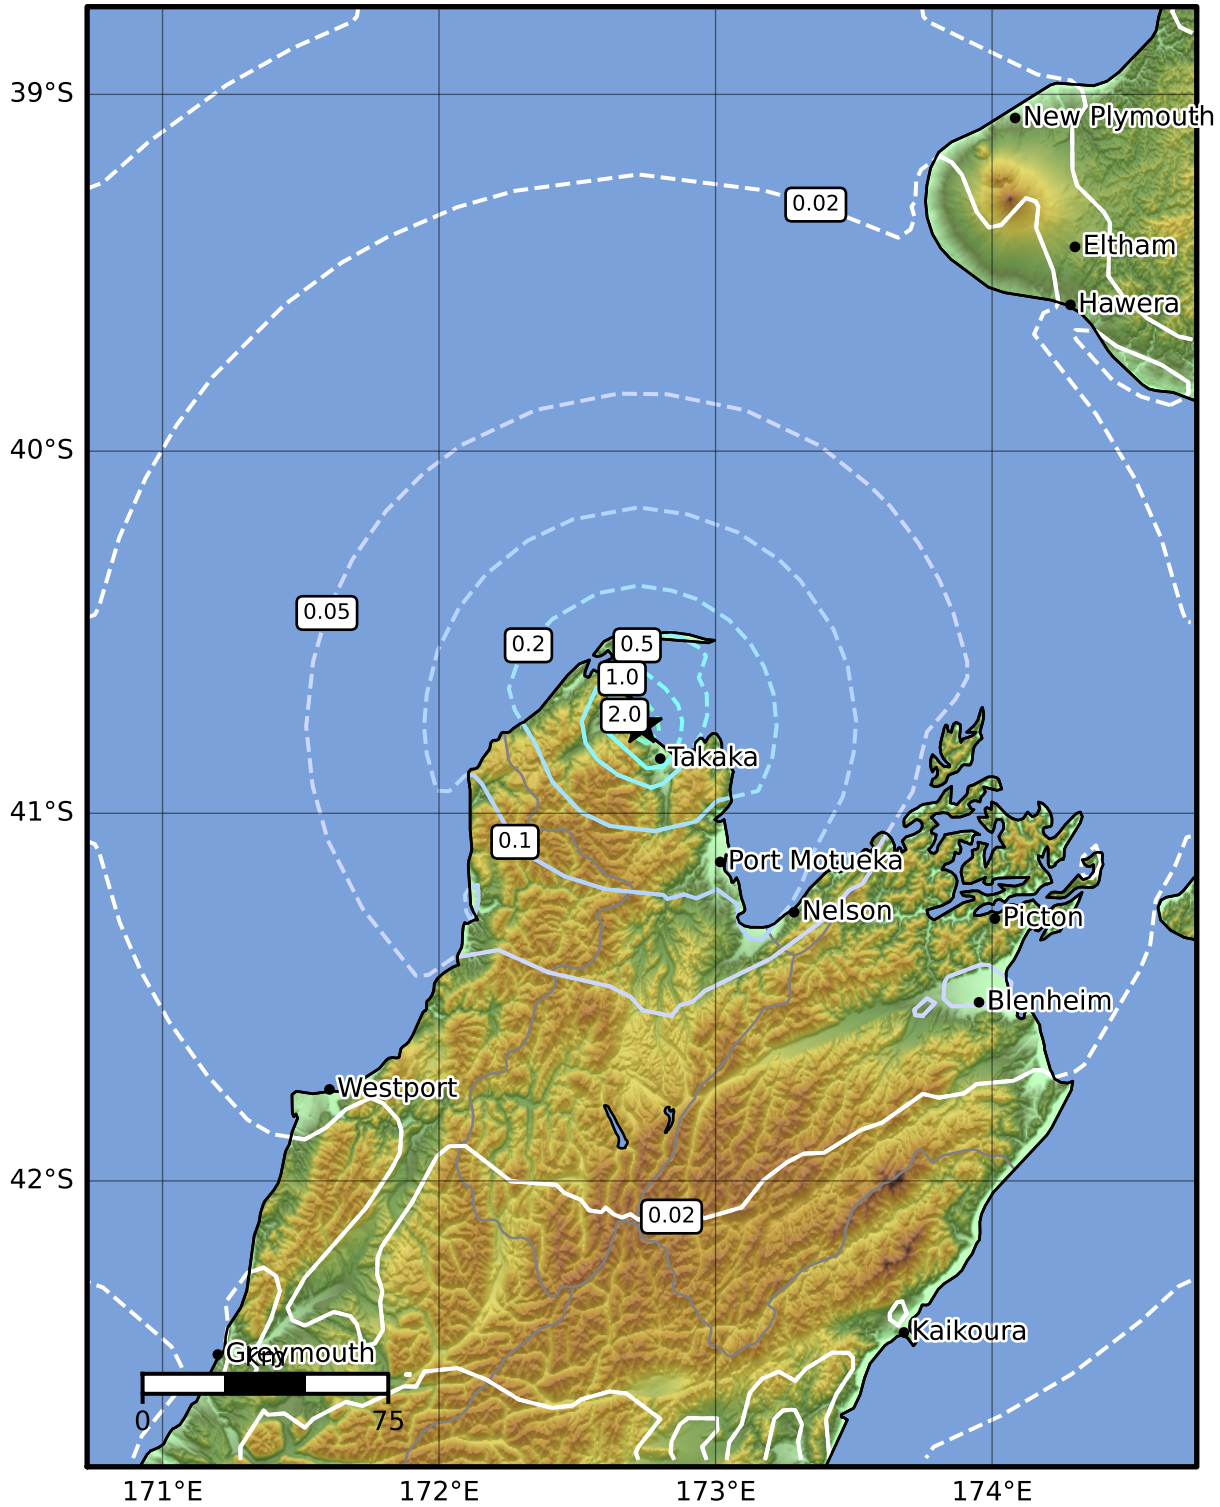 39°S
New Plymouth
0.02
Eltham
Hawera
40°S
0.05
0.2
0.5
1.0
2.0
Takaka
41°S
0.1
Port Motueka
Nelson
Picton
Blenheim
Westport
42°S
0.02
Kaikoura
Greymouth
km
0
75
171°E
172°E
173°E
174°E